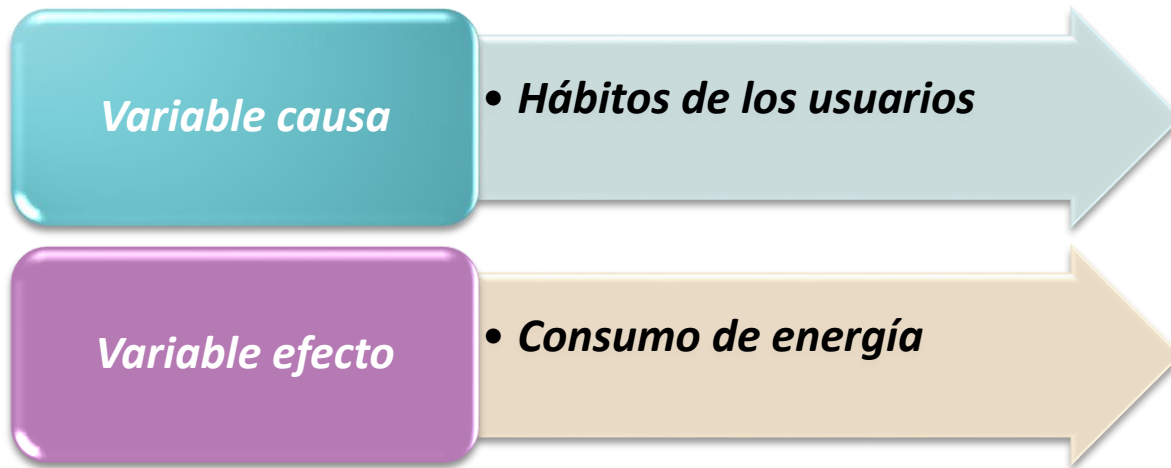 Variable causa
• Hábitos de los usuarios
Variable efecto
• Consumo de energía